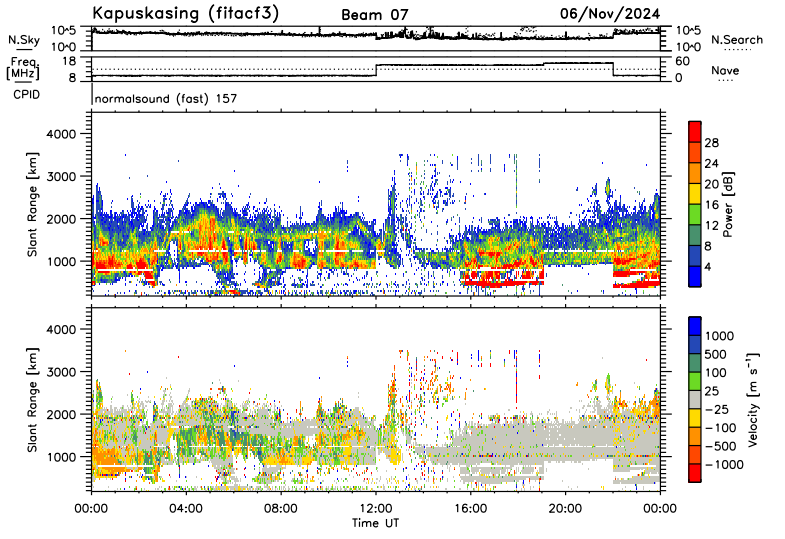 Kapuskasing (fitacf3) Beam 07 06/Nov/2024
N.Sky 10^5 10^0 10^5 10^0 N.Search
Freq. [MHz] 18 8 60 0 Nave
CPID normalsound (fast) 157
Slant Range [km] 4000 3000 2000 1000
Power [dB] 28 24 20 16 12 8 4
Slant Range [km] 4000 3000 2000 1000
Velocity [m s⁻¹] 1000 500 100 25 −25 −100 −500 −1000
00:00 04:00 08:00 12:00 16:00 20:00 00:00
Time UT